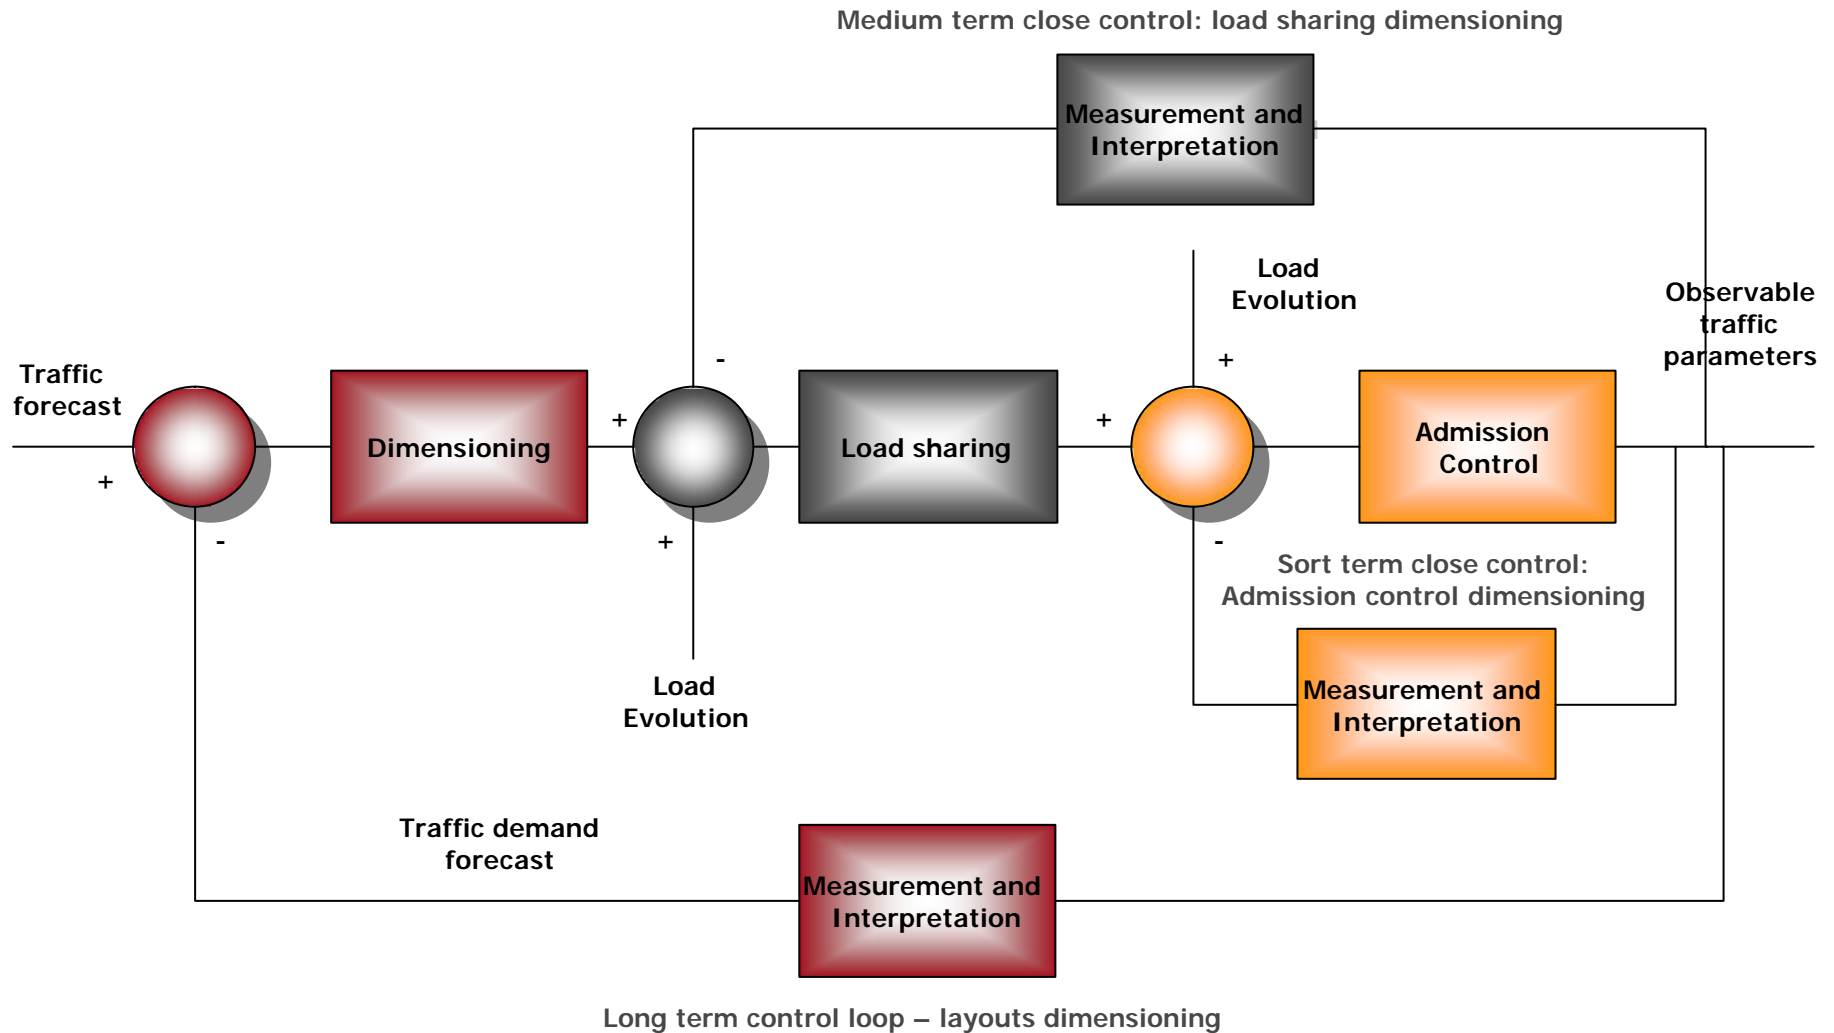 Medium term close control: load sharing dimensioning
Measurement and
Interpretation
Load
Evolution
Observable
traffic
parameters
Traffic
forecast
-
+
+
+
Dimensioning
Load sharing
Admission
Control
+
-
+
-
Sort term close control:
Admission control dimensioning
Load
Evolution
Measurement and
Interpretation
Traffic demand
forecast
Measurement and
Interpretation
Long term control loop – layouts dimensioning